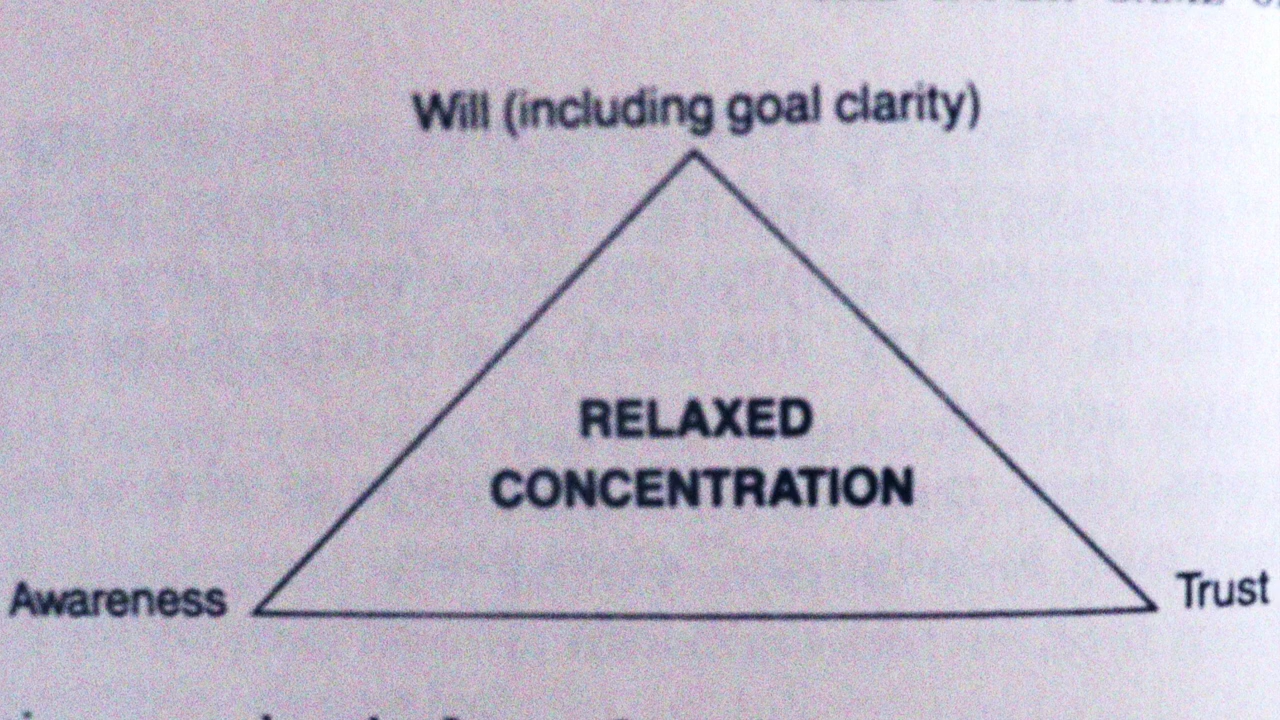 Will (including goal clarity)
RELAXED
CONCENTRATION
Awareness
Trust